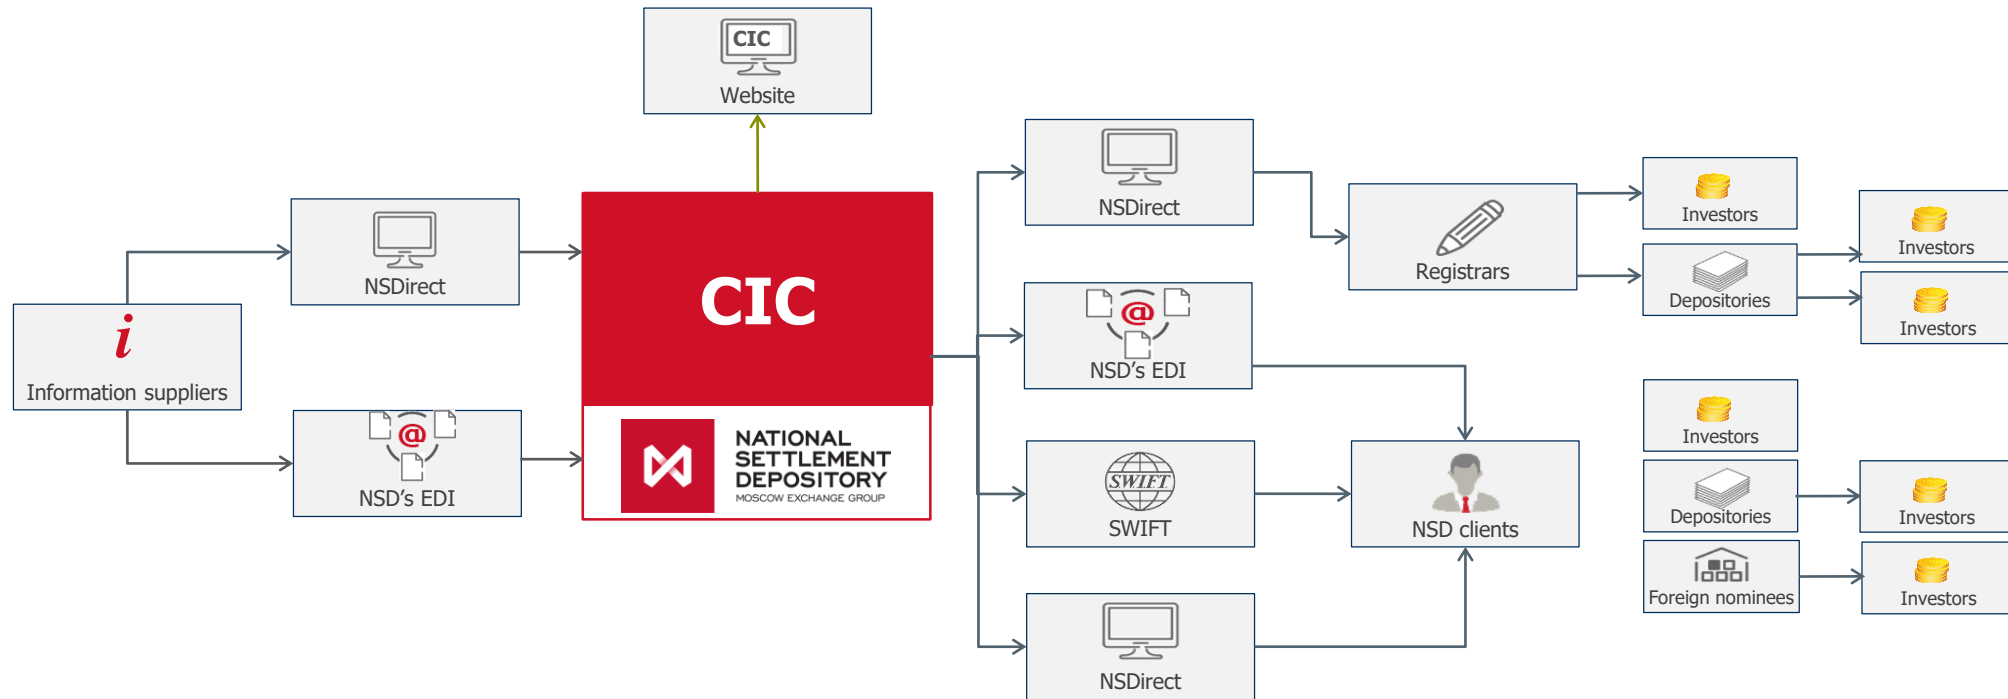 CIC
Website
NSDirect
i
Information suppliers
@
NSD's EDI
CIC
NATIONAL
SETTLEMENT
DEPOSITORY
MOSCOW EXCHANGE GROUP
NSDirect
@
NSD's EDI
SWIFT
SWIFT
NSDirect
Registrars
NSD clients
Investors
Depositories
Investors
Investors
Investors
Depositories
Foreign nominees
Investors
Investors